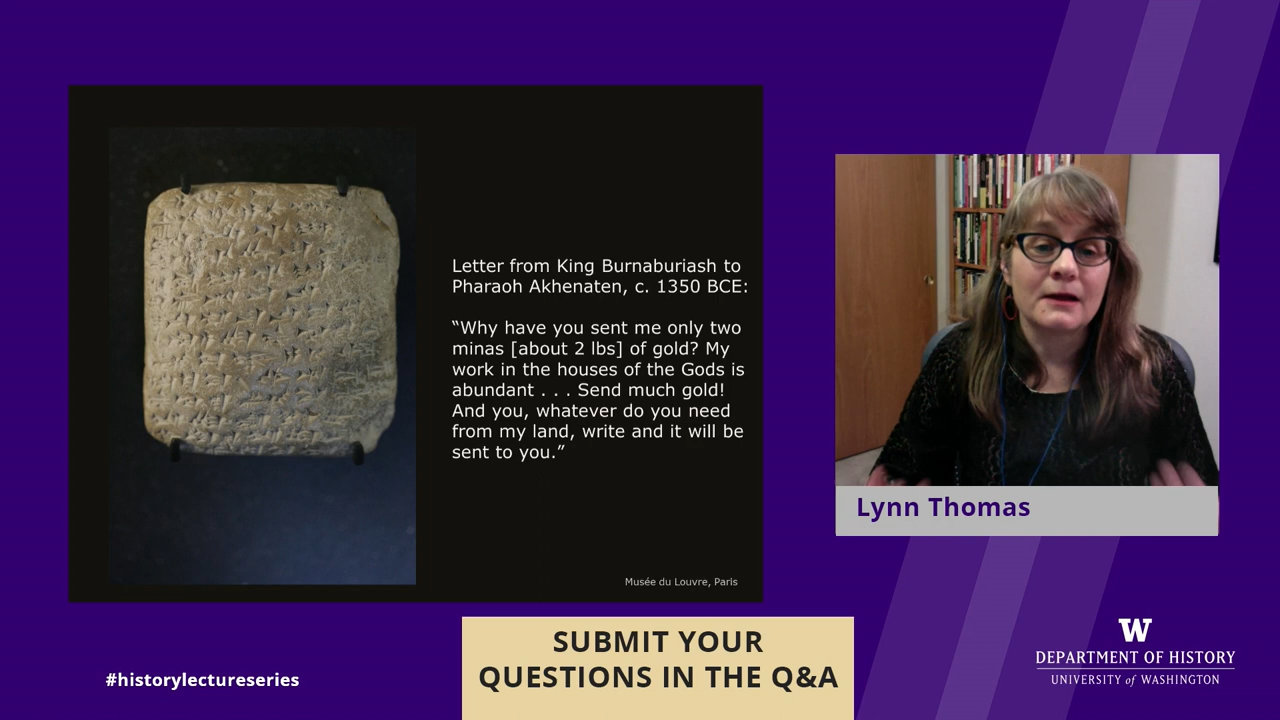 Letter from King Burnaburiash to
Pharaoh Akhenaten, c. 1350 BCE:
“Why have you sent me only two
minas [about 2 lbs] of gold? My
work in the houses of the Gods is
abundant . . . Send much gold!
And you, whatever do you need
from my land, write and it will be
sent to you.”
Musée du Louvre, Paris
Lynn Thomas
SUBMIT YOUR
QUESTIONS IN THE Q&A
#historylectureseries
W
DEPARTMENT OF HISTORY
UNIVERSITY of WASHINGTON